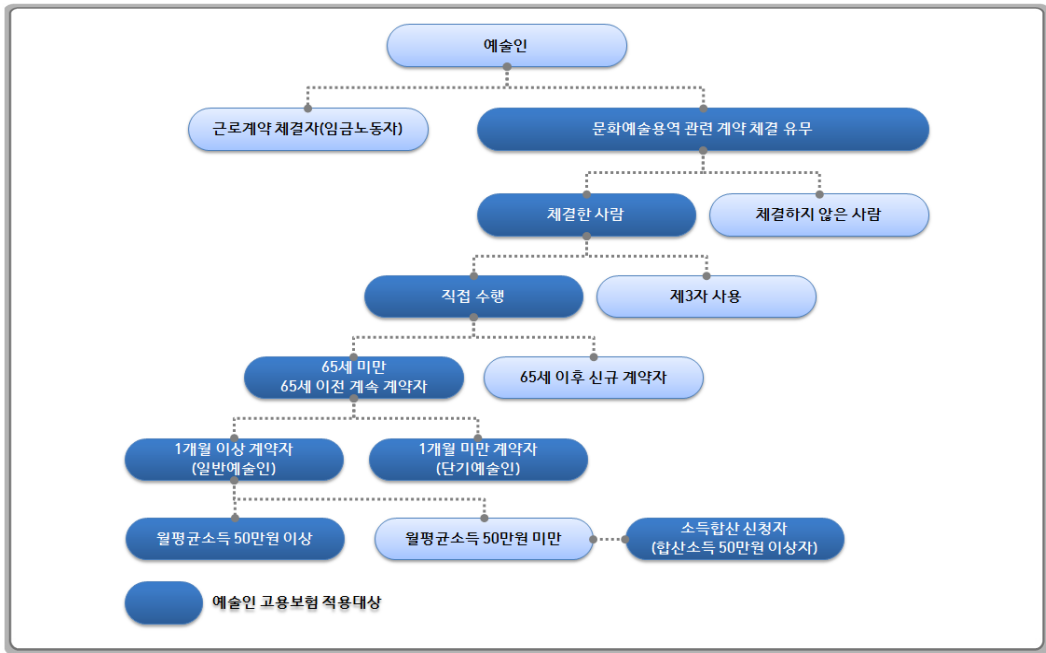 예술인
근로계약 체결자(임금노동자)
문화예술용역 관련 계약 체결 유무
체결한 사람
체결하지 않은 사람
직접 수행
제3자 사용
65세 미만
65세 이전 계속 계약자
65세 이후 신규 계약자
1개월 이상 계약자
(일반예술인)
1개월 미만 계약자
(단기예술인)
월평균소득 50만원 이상
월평균소득 50만원 미만
소득합산 신청자
(합산소득 50만원 이상자)
예술인 고용보험 적용대상